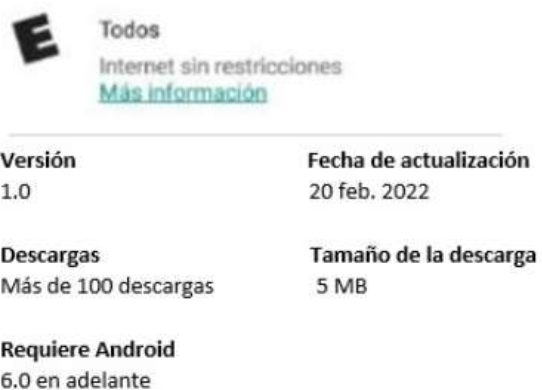 E
Todos
Internet sin restricciones
Más información
Versión
1.0
Fecha de actualización
20 feb. 2022
Descargas
Más de 100 descargas
Tamaño de la descarga
5 MB
Requiere Android
6.0 en adelante